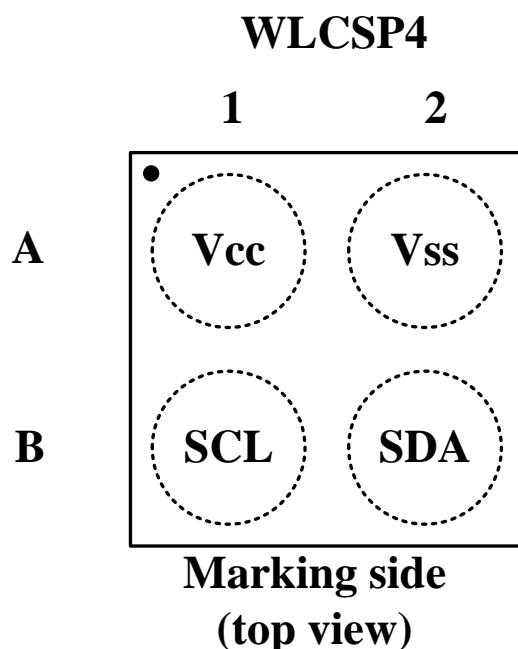 WLCSP4
1 2
A Vcc Vss
B SCL SDA
Marking side
(top view)